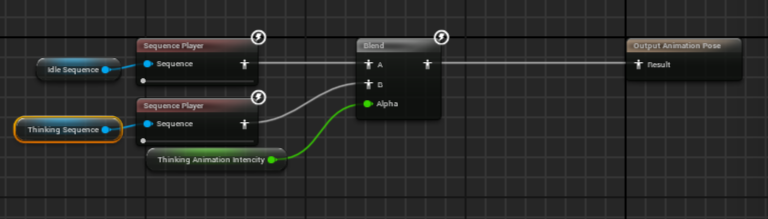 Sequence Player
Blend
Output Animation Pose
Idle Sequence
Sequence
A
Result
B
Sequence Player
Alpha
Thinking Sequence
Sequence
Thinking Animation Intencity